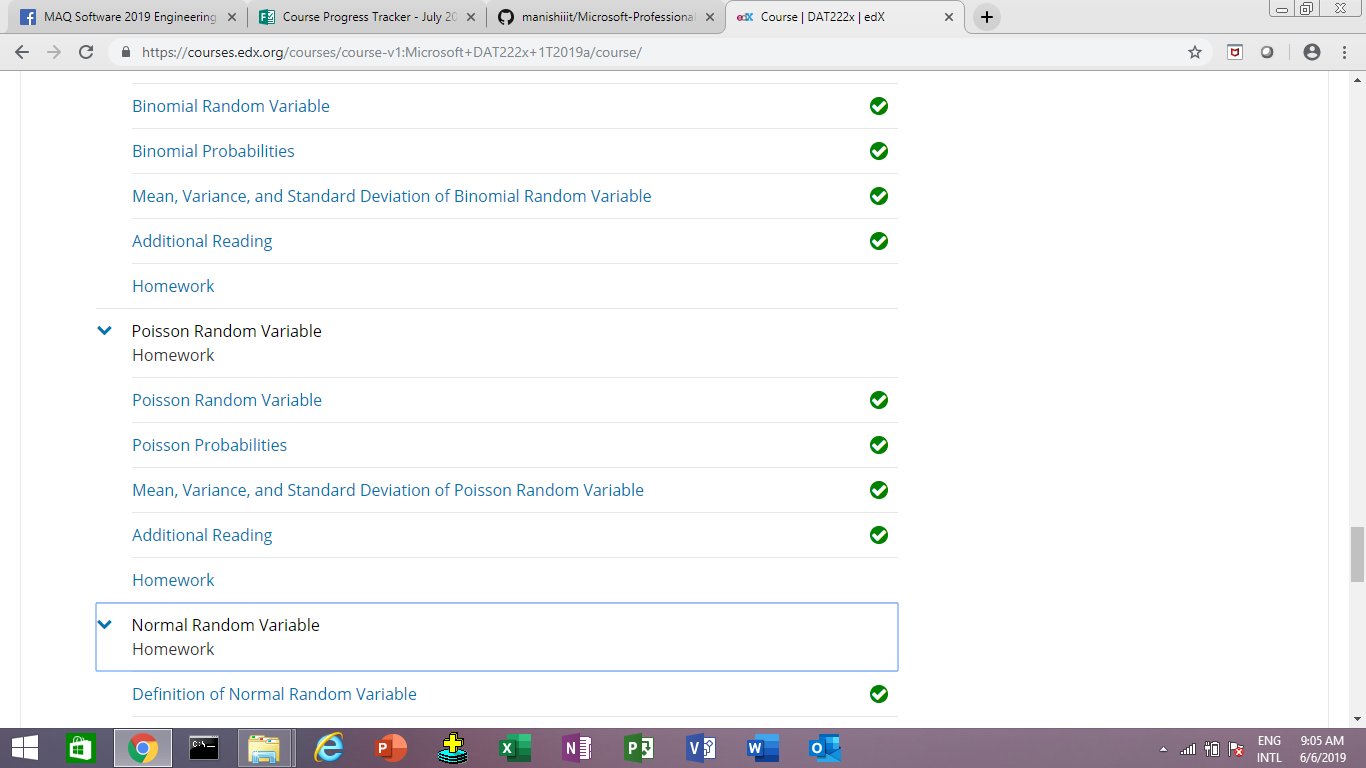 MAQ Software 2019 Engineering
Course Progress Tracker - July 20
manishiiit/Microsoft-Professional
edX Course | DAT222x | edX
https://courses.edx.org/courses/course-v1:Microsoft+DAT222x+1T2019a/course/
Binomial Random Variable
Binomial Probabilities
Mean, Variance, and Standard Deviation of Binomial Random Variable
Additional Reading
Homework
Poisson Random Variable
Homework
Poisson Random Variable
Poisson Probabilities
Mean, Variance, and Standard Deviation of Poisson Random Variable
Additional Reading
Homework
Normal Random Variable
Homework
Definition of Normal Random Variable
ENG 9:05 AM
INTL 6/6/2019